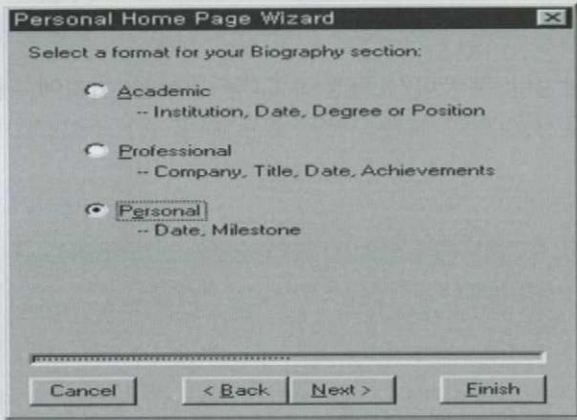 Personal Home Page Wizard
Select a format for your Biography section:
Academic
-- Institution, Date, Degree or Position
Professional
-- Company, Title, Date, Achievements
Personal
-- Date, Milestone
Cancel
< Back
Next >
Finish